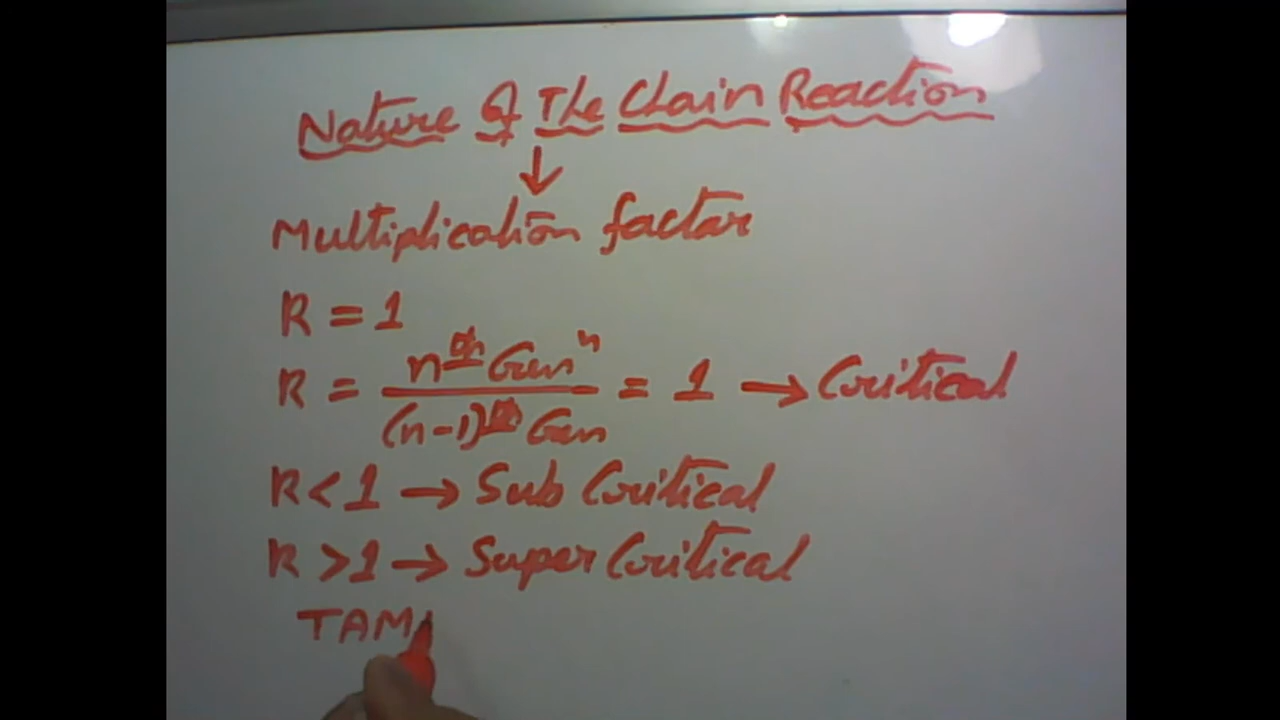 Nature Of The Chain Reaction
↓
Multiplication factor
K = 1
K = nth Genn / (n-1)th Gen = 1 → Critical
K < 1 → Sub Critical
K > 1 → Super Critical
TAM